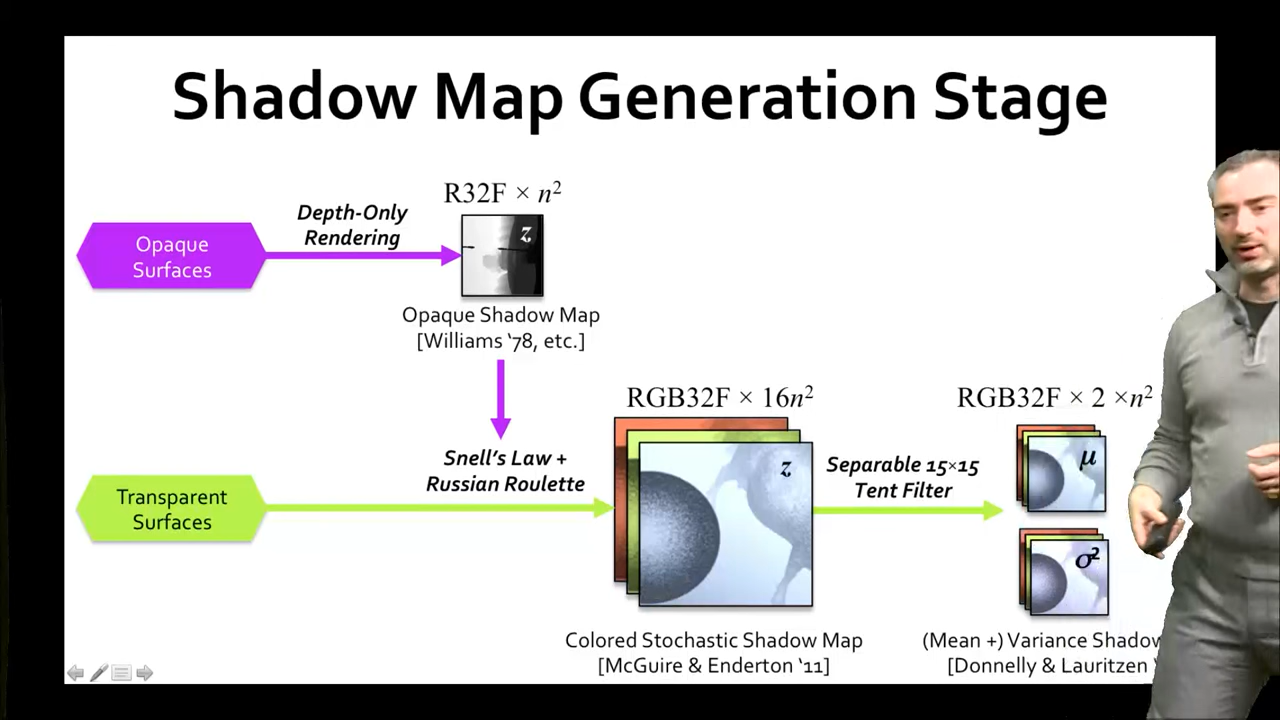 Shadow Map Generation Stage
R32F × n²
Depth-Only
Rendering
z
Opaque
Surfaces
Opaque Shadow Map
[Williams ‘78, etc.]
RGB32F × 16n²
RGB32F × 2 ×n²
Snell’s Law +
Russian Roulette
z
Separable 15×15
Tent Filter
μ
Transparent
Surfaces
σ²
Colored Stochastic Shadow Map
[McGuire & Enderton ‘11]
(Mean +) Variance Shadow
[Donnelly & Lauritzen ‘